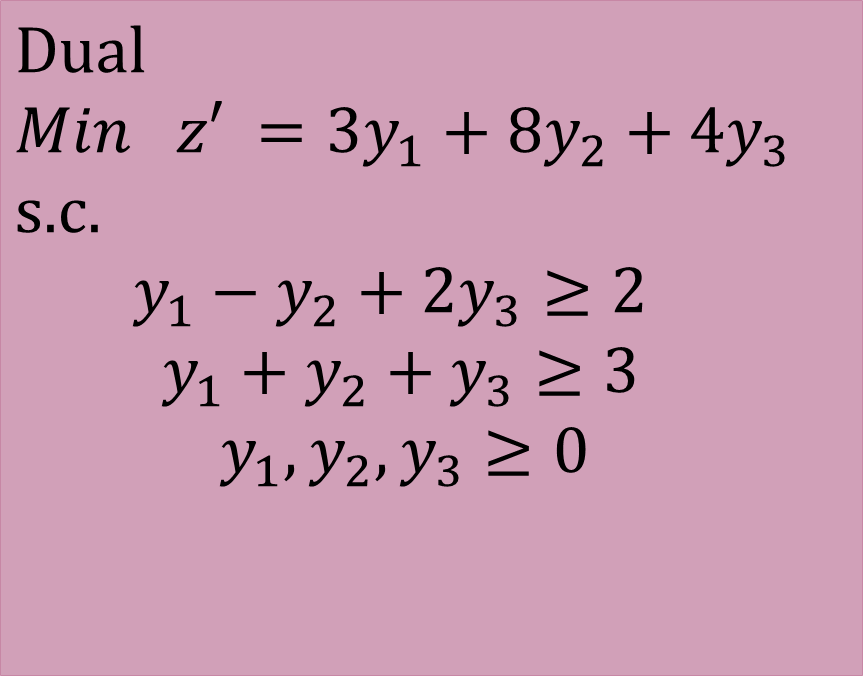 Dual
Min z′ = 3y₁ + 8y₂ + 4y₃
s.c.
y₁ − y₂ + 2y₃ ≥ 2
y₁ + y₂ + y₃ ≥ 3
y₁, y₂, y₃ ≥ 0